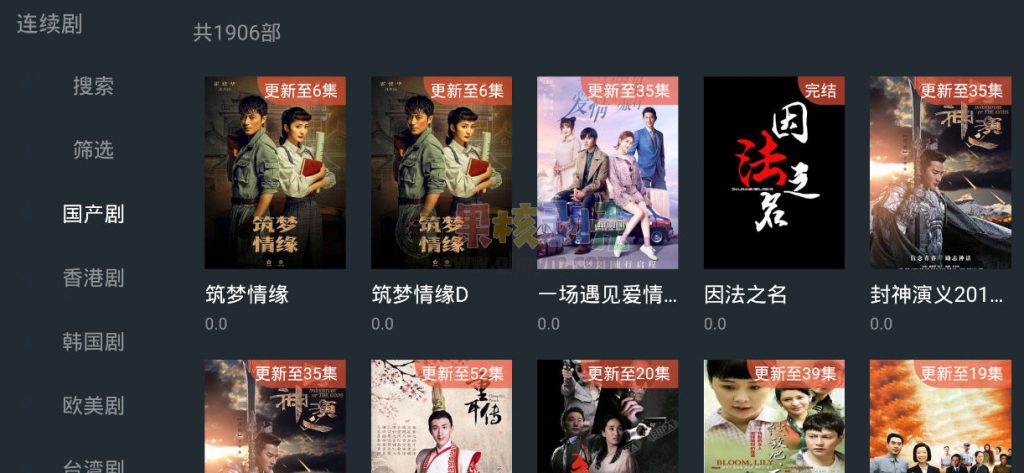 连续剧
共1906部
搜索
筛选
国产剧
香港剧
韩国剧
欧美剧
台湾剧
更新至6集
更新至6集
更新至35集
完结
更新至35集
筑梦
情缘
筑梦
情缘
爱情
因
法之
名
筑梦情缘
筑梦情缘D
一场遇见爱情...
因法之名
封神演义201...
0.0
0.0
0.0
0.0
0.0
更新至35集
更新至52集
更新至20集
更新至39集
更新至19集
BLOOM, LILY